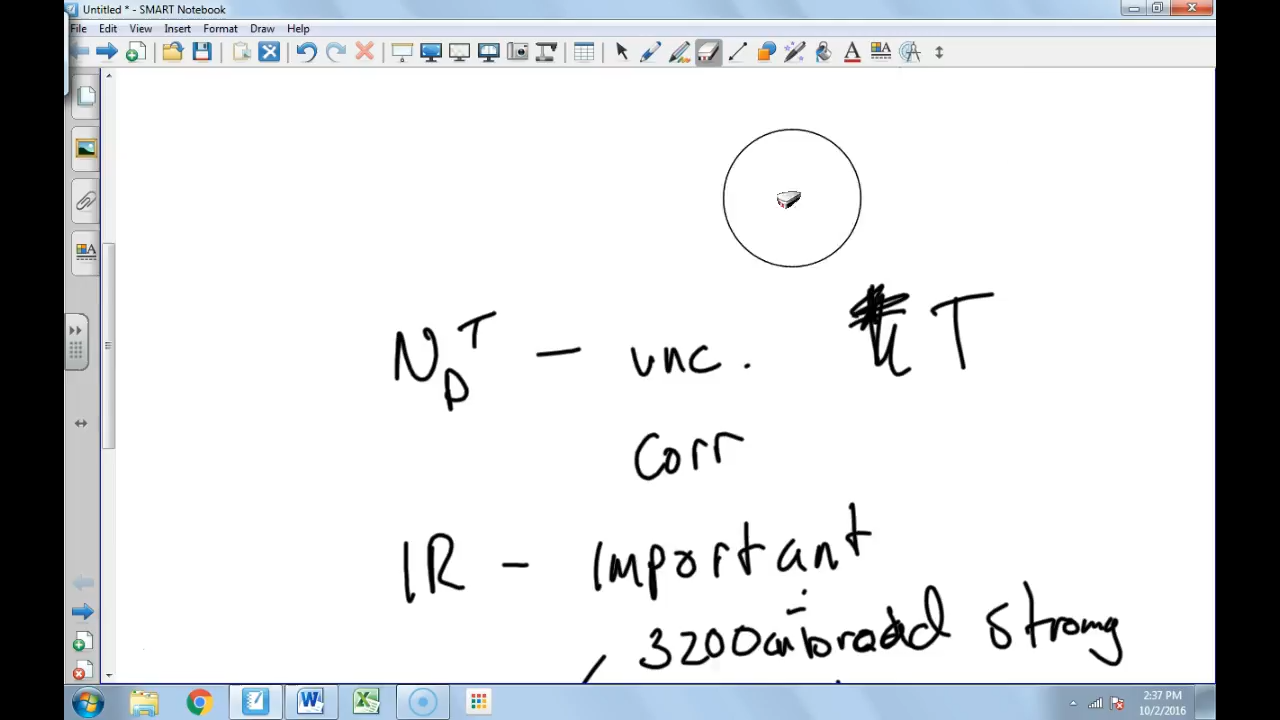 Untitled * - SMART Notebook
File Edit View Insert Format Draw Help
N_D^T — unc. T
Corr
IR - Important
3200 broad strong
2:37 PM
10/2/2016